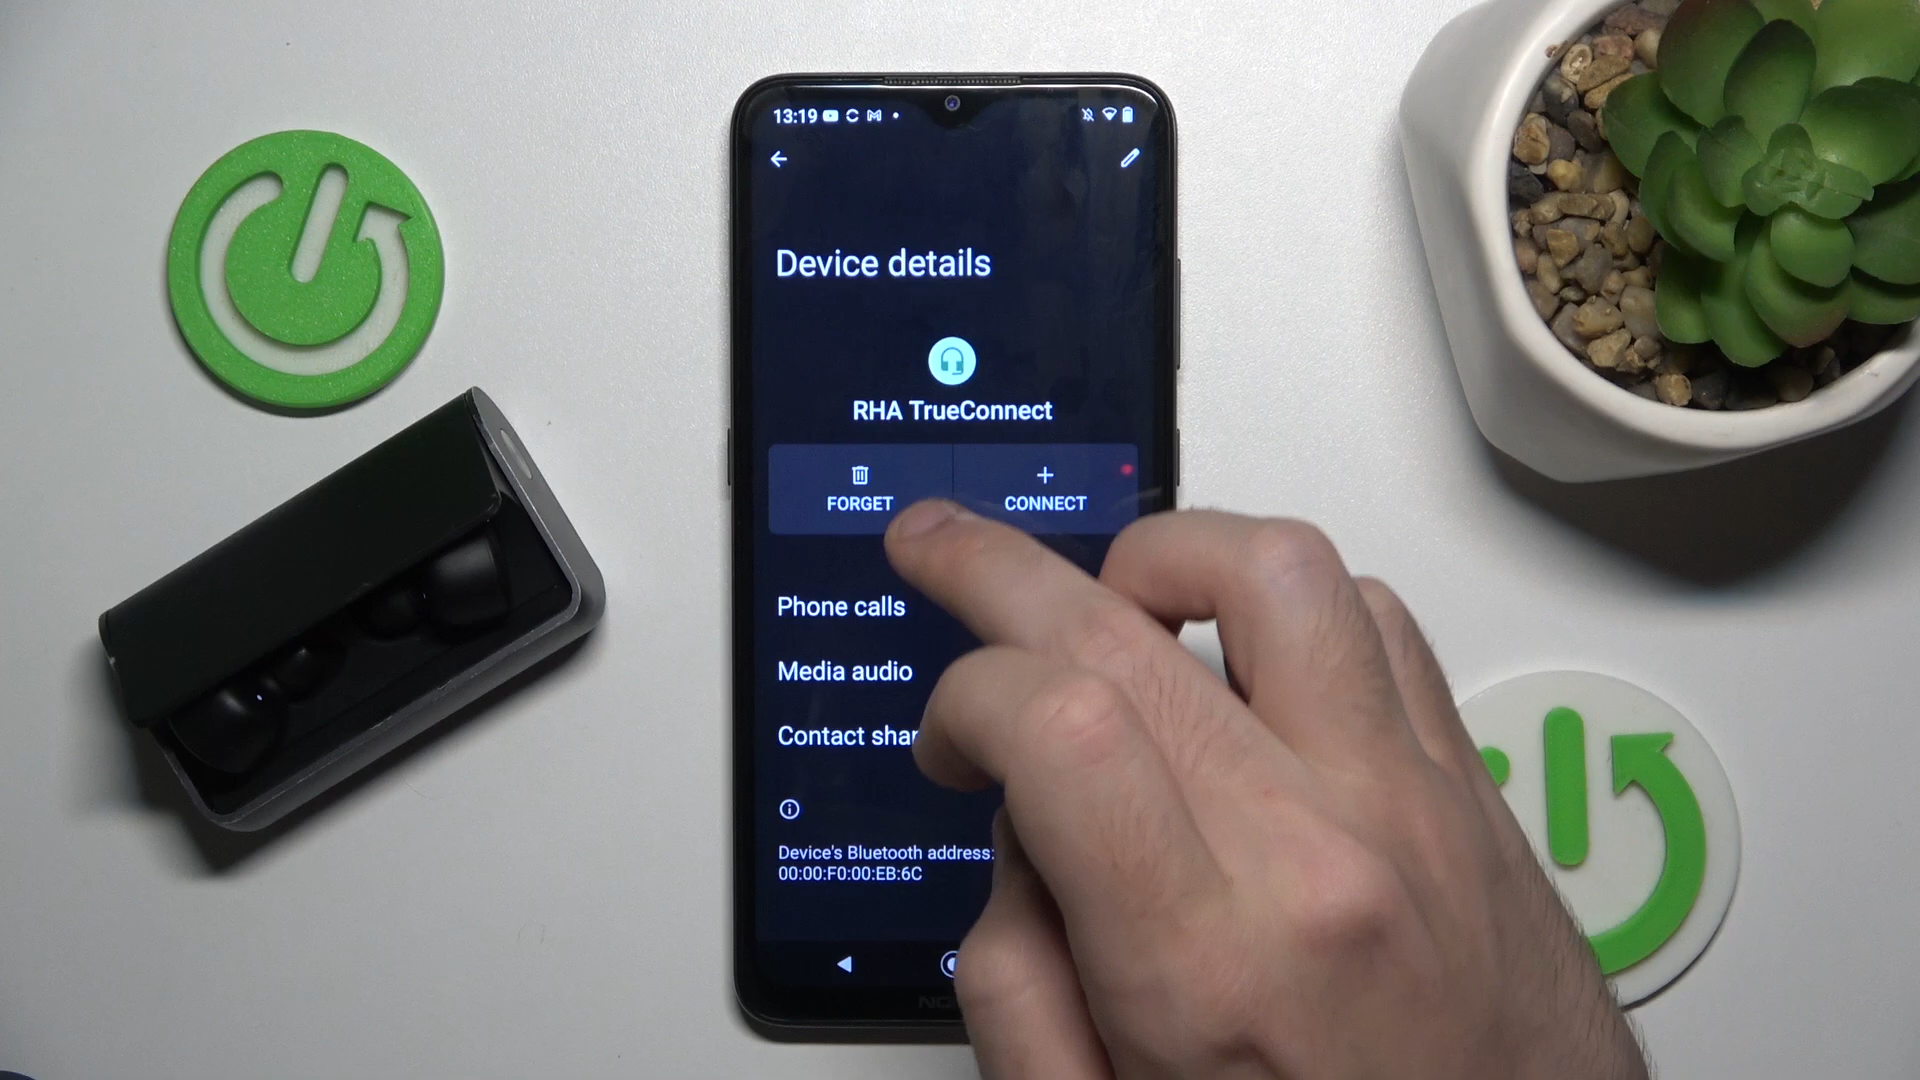 13:19
Device details
RHA TrueConnect
FORGET
CONNECT
Phone calls
Media audio
Contact shar
Device's Bluetooth address:
00:00:F0:00:EB:6C